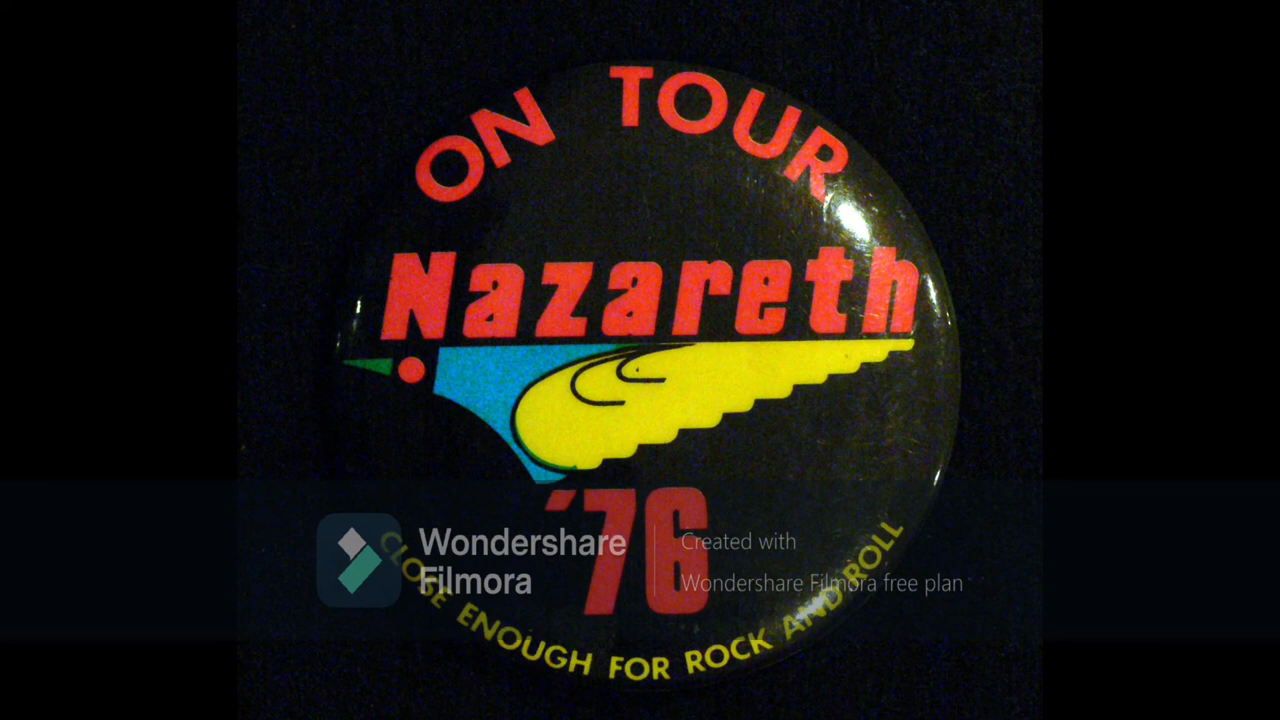 ON TOUR
Nazareth
'76
CLOSE ENOUGH FOR ROCK AND ROLL
Wondershare
Filmora
Created with
Wondershare Filmora free plan